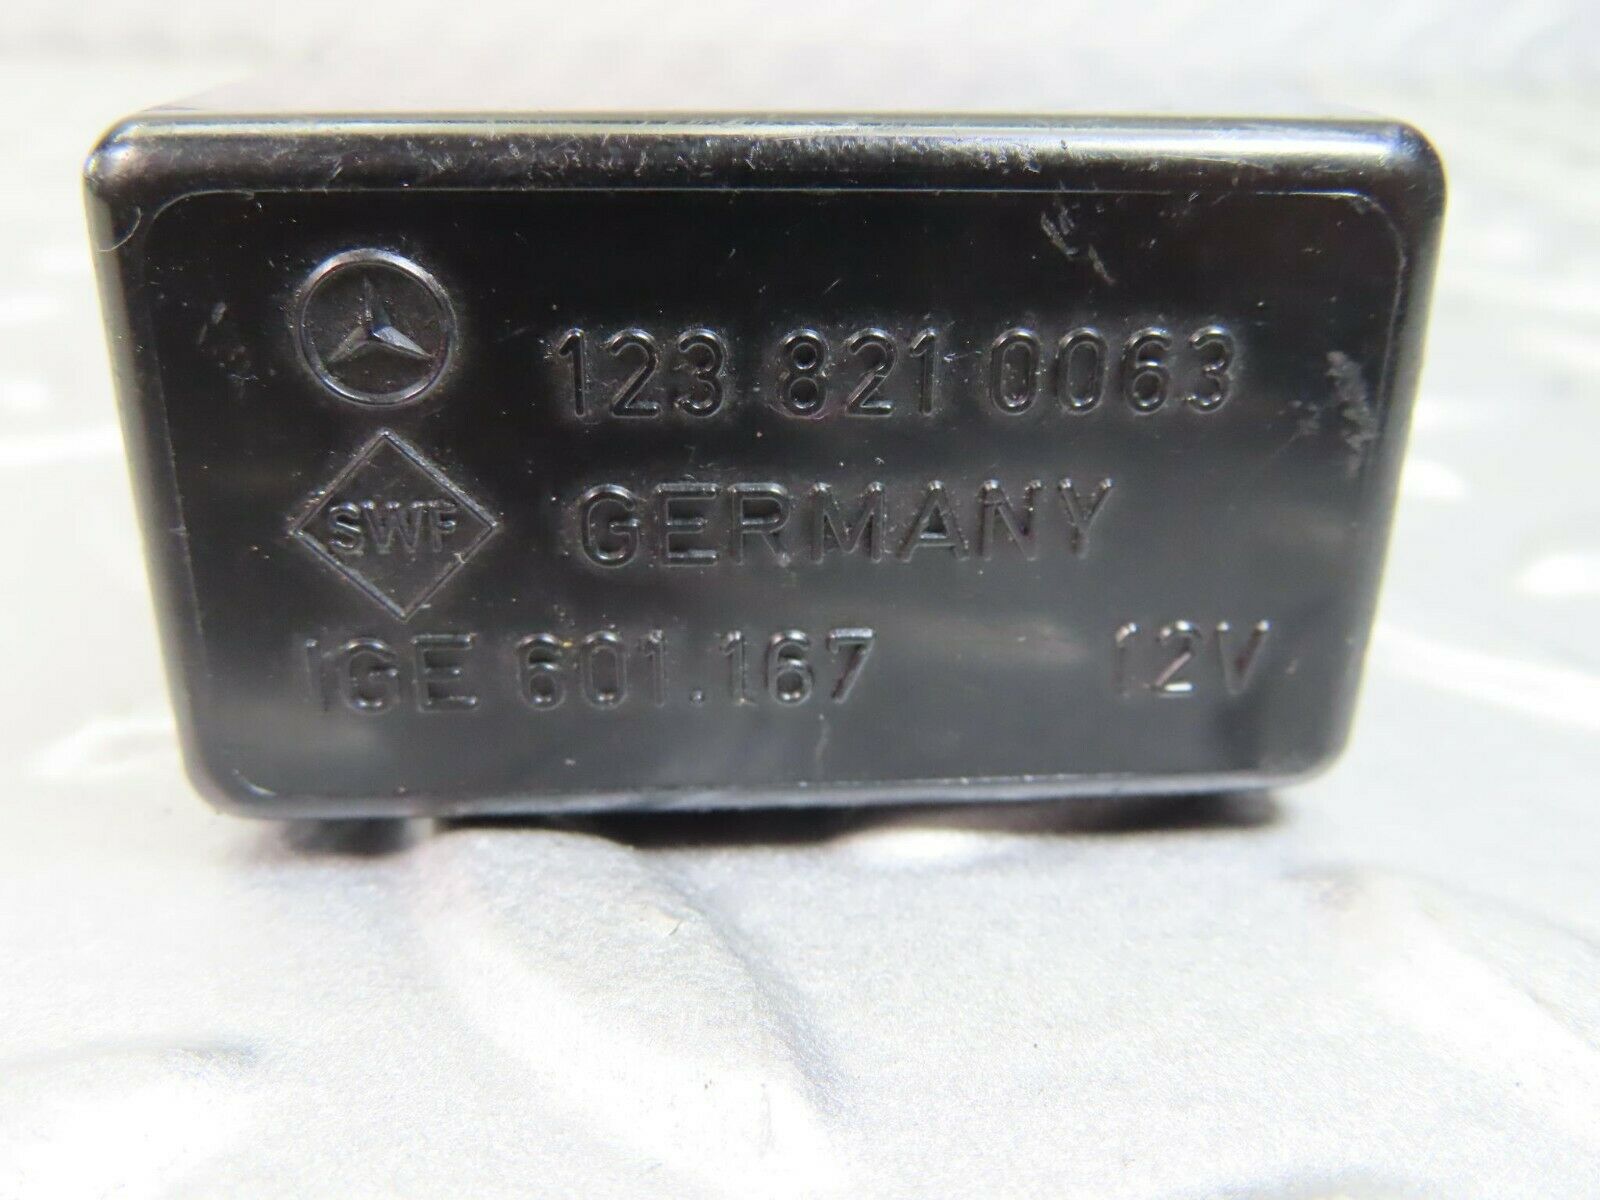 123 821 0063
SWF GERMANY
IGE 601.167 12V